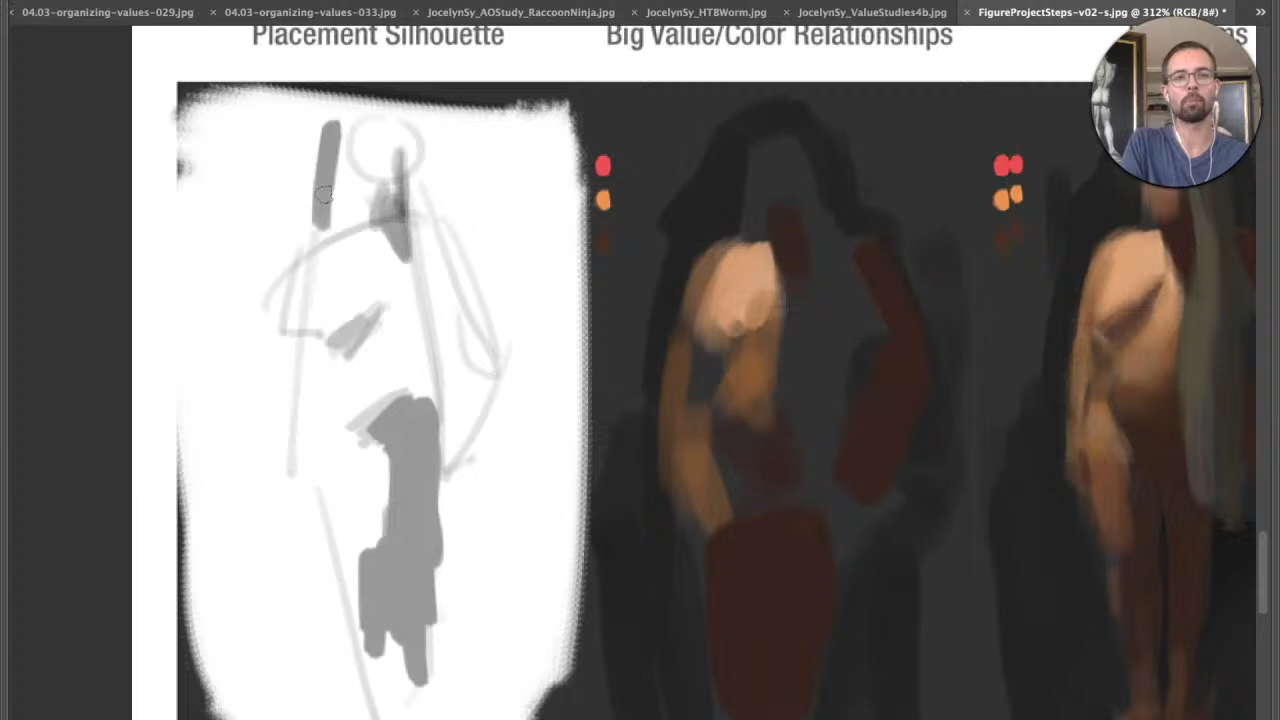 04.03-organizing-values-029.jpg × 04.03-organizing-values-033.jpg × JocelynSy_AOStudy_RaccoonNinja.jpg × JocelynSy_HTBWorm.jpg × JocelynSy_ValueStudies4b.jpg × FigureProjectSteps-v02-s.jpg @ 312% (RGB/8#) *
Placement Silhouette Big Value/Color Relationships